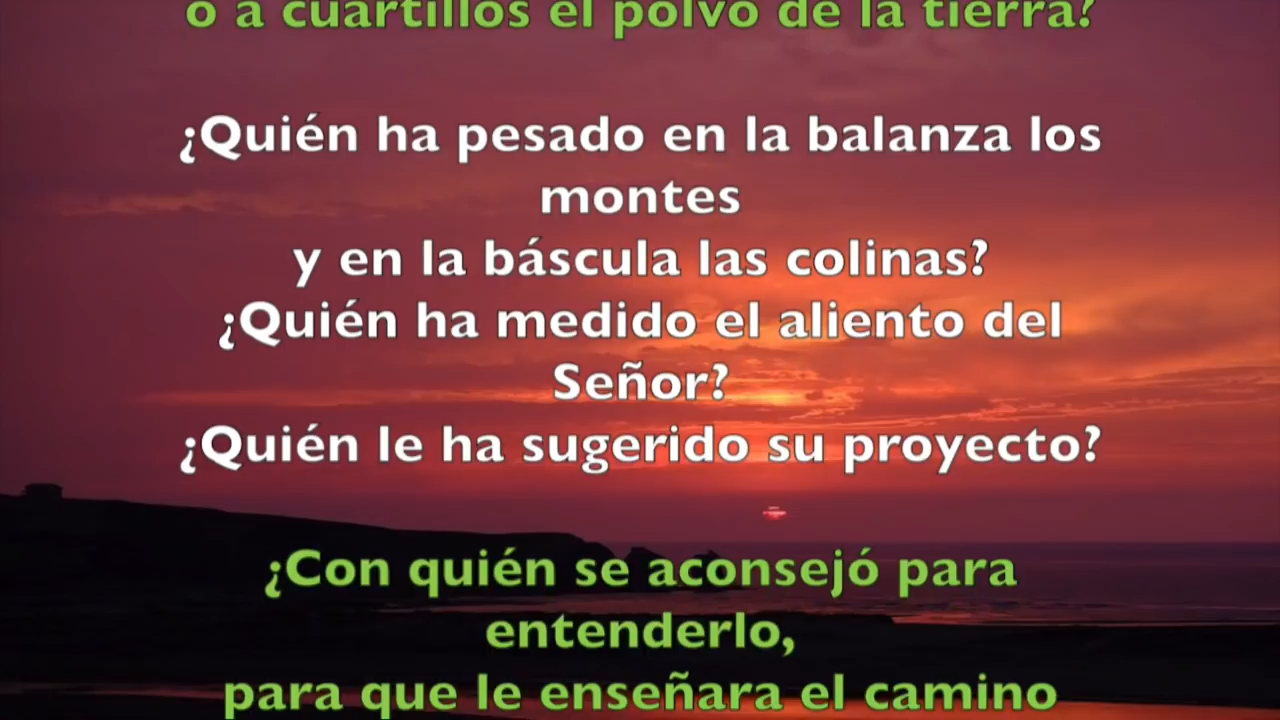 o a cuartillos el polvo de la tierra?
¿Quién ha pesado en la balanza los
montes
y en la báscula las colinas?
¿Quién ha medido el aliento del
Señor?
¿Quién le ha sugerido su proyecto?
¿Con quién se aconsejó para
entenderlo,
para que le enseñara el camino